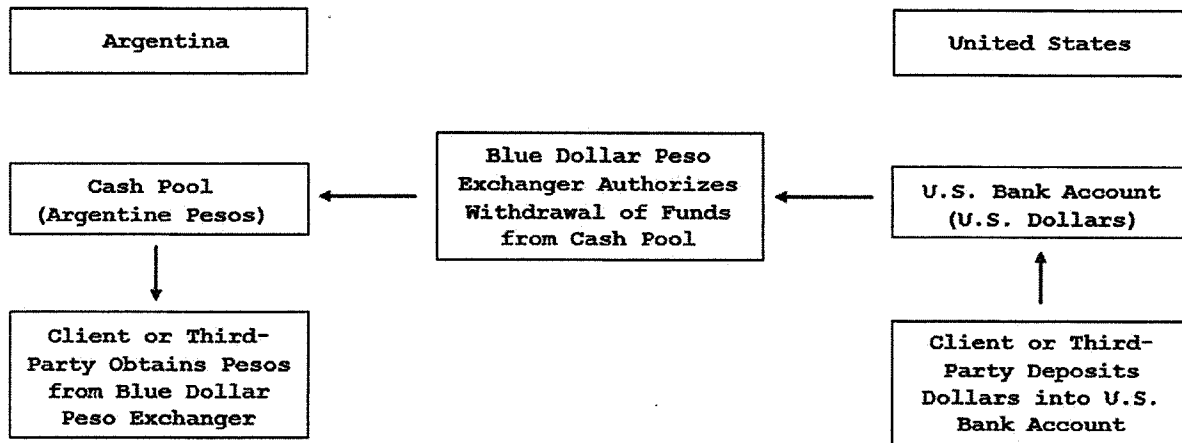 Argentina
United States
Blue Dollar Peso
Exchanger Authorizes
Withdrawal of Funds
from Cash Pool
Cash Pool
(Argentine Pesos)
U.S. Bank Account
(U.S. Dollars)
Client or Third-
Party Obtains Pesos
from Blue Dollar
Peso Exchanger
Client or Third-
Party Deposits
Dollars into U.S.
Bank Account